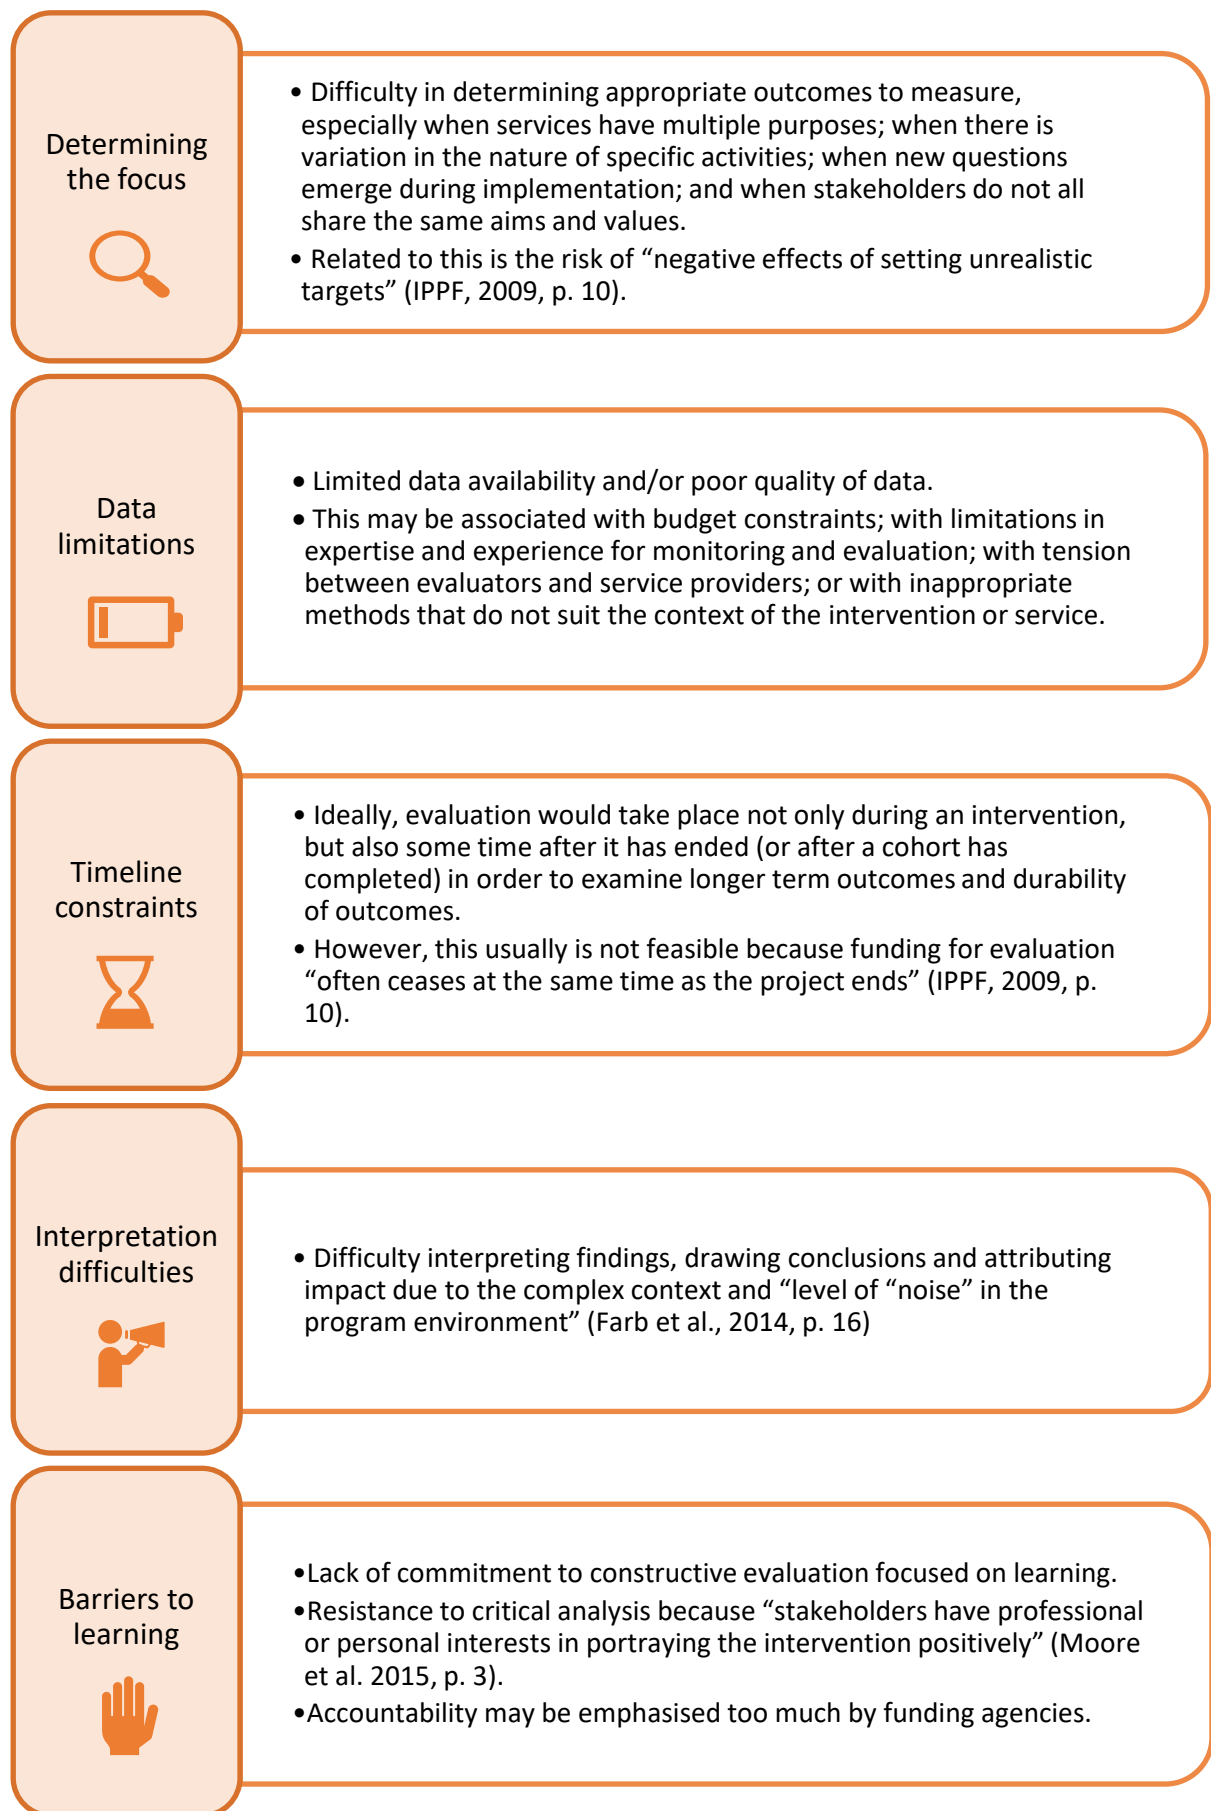 Determining
the focus
• Difficulty in determining appropriate outcomes to measure,
especially when services have multiple purposes; when there is
variation in the nature of specific activities; when new questions
emerge during implementation; and when stakeholders do not all
share the same aims and values.
• Related to this is the risk of “negative effects of setting unrealistic
targets” (IPPF, 2009, p. 10).
Data
limitations
• Limited data availability and/or poor quality of data.
• This may be associated with budget constraints; with limitations in
expertise and experience for monitoring and evaluation; with tension
between evaluators and service providers; or with inappropriate
methods that do not suit the context of the intervention or service.
Timeline
constraints
• Ideally, evaluation would take place not only during an intervention,
but also some time after it has ended (or after a cohort has
completed) in order to examine longer term outcomes and durability
of outcomes.
• However, this usually is not feasible because funding for evaluation
“often ceases at the same time as the project ends” (IPPF, 2009, p.
10).
Interpretation
difficulties
• Difficulty interpreting findings, drawing conclusions and attributing
impact due to the complex context and “level of “noise” in the
program environment” (Farb et al., 2014, p. 16)
Barriers to
learning
•Lack of commitment to constructive evaluation focused on learning.
•Resistance to critical analysis because “stakeholders have professional
or personal interests in portraying the intervention positively” (Moore
et al. 2015, p. 3).
•Accountability may be emphasised too much by funding agencies.